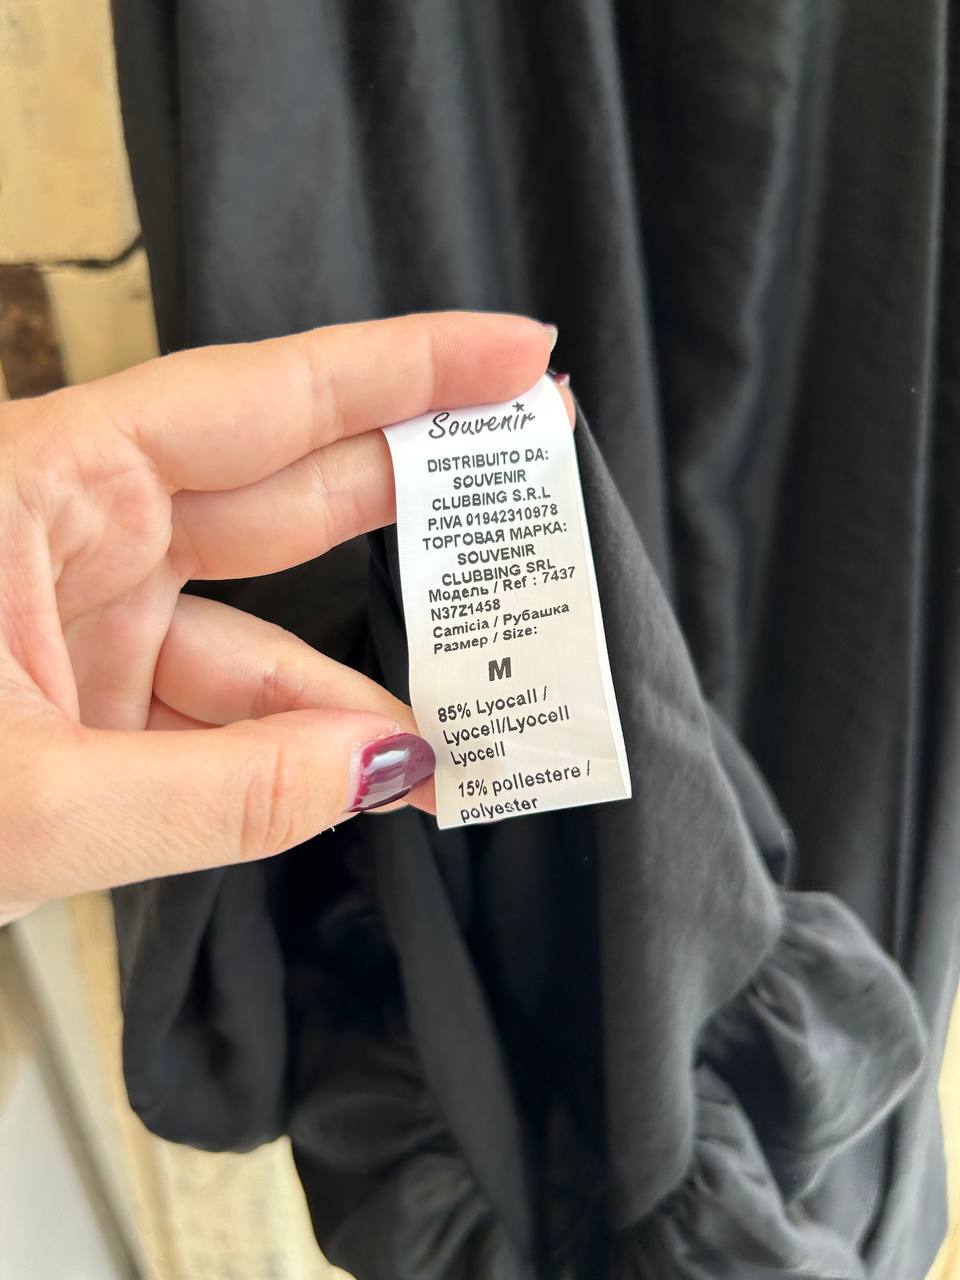 Souvenir
DISTRIBUITO DA:
SOUVENIR
CLUBBING S.R.L
P.IVA 01942310978
ТОРГОВАЯ МАРКА:
SOUVENIR
CLUBBING SRL
Модель / Ref : 7437
N37Z1458
Camicia / Рубашка
Размер / Size:
M
85% Lyocall /
Lyocell/Lyocell
Lyocell
15% poliestere /
polyester